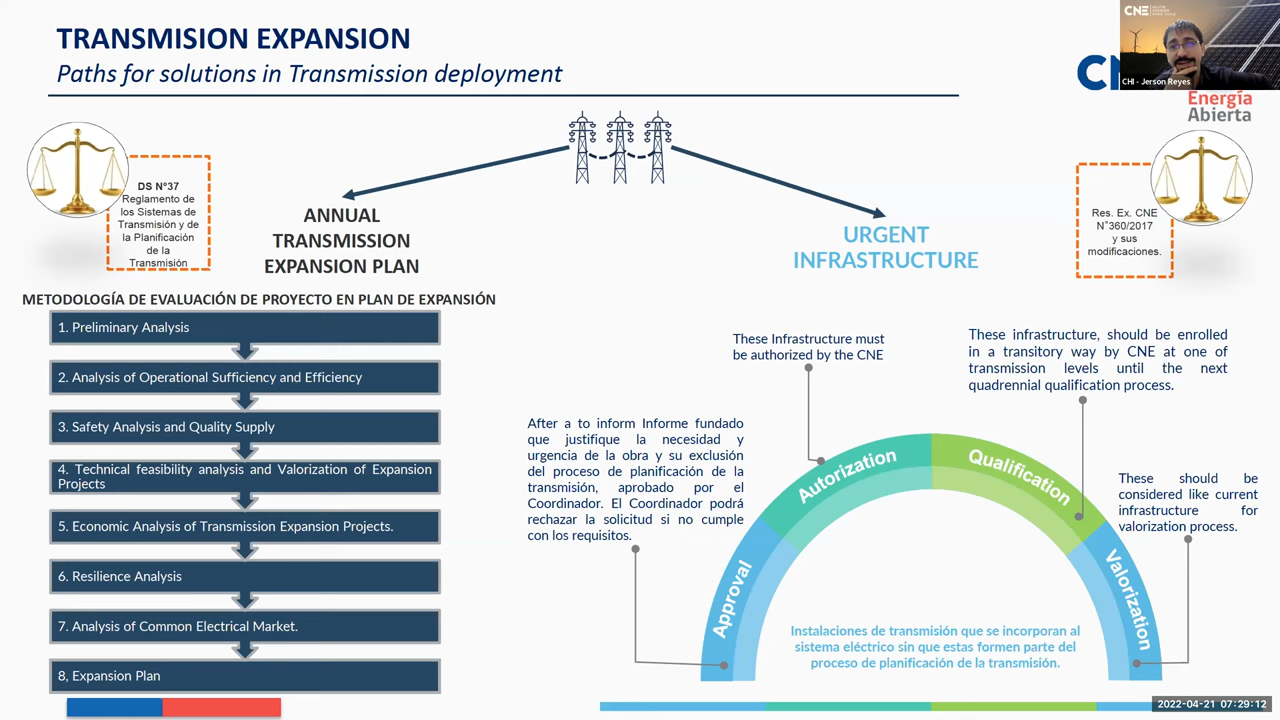 TRANSMISION EXPANSION
Paths for solutions in Transmission deployment
CNE
CHI - Jerson Reyes
Energía
Abierta
DS N°37
Reglamento de
los Sistemas de
Transmisión y de
la Planificación
de la
Transmisión
ANNUAL
TRANSMISSION
EXPANSION PLAN
URGENT
INFRASTRUCTURE
Res. Ex. CNE
N°360/2017
y sus
modificaciones.
METODOLOGÍA DE EVALUACIÓN DE PROYECTO EN PLAN DE EXPANSIÓN
1. Preliminary Analysis
2. Analysis of Operational Sufficiency and Efficiency
3. Safety Analysis and Quality Supply
4. Technical feasibility analysis and Valorization of Expansion
Projects
5. Economic Analysis of Transmission Expansion Projects.
6. Resilience Analysis
7. Analysis of Common Electrical Market.
8, Expansion Plan
After a to inform Informe fundado
que justifique la necesidad y
urgencia de la obra y su exclusión
del proceso de planificación de la
transmisión, aprobado por el
Coordinador. El Coordinador podrá
rechazar la solicitud si no cumple
con los requisitos.
These Infrastructure must
be authorized by the CNE
These infrastructure, should be enrolled
in a transitory way by CNE at one of
transmission levels until the next
quadrennial qualification process.
These should be
considered like current
infrastructure for
valorization process.
Approval
Autorization
Qualification
Valorization
Instalaciones de transmisión que se incorporan al
sistema eléctrico sin que estas formen parte del
proceso de planificación de la transmisión.
2022-04-21 07:29:12